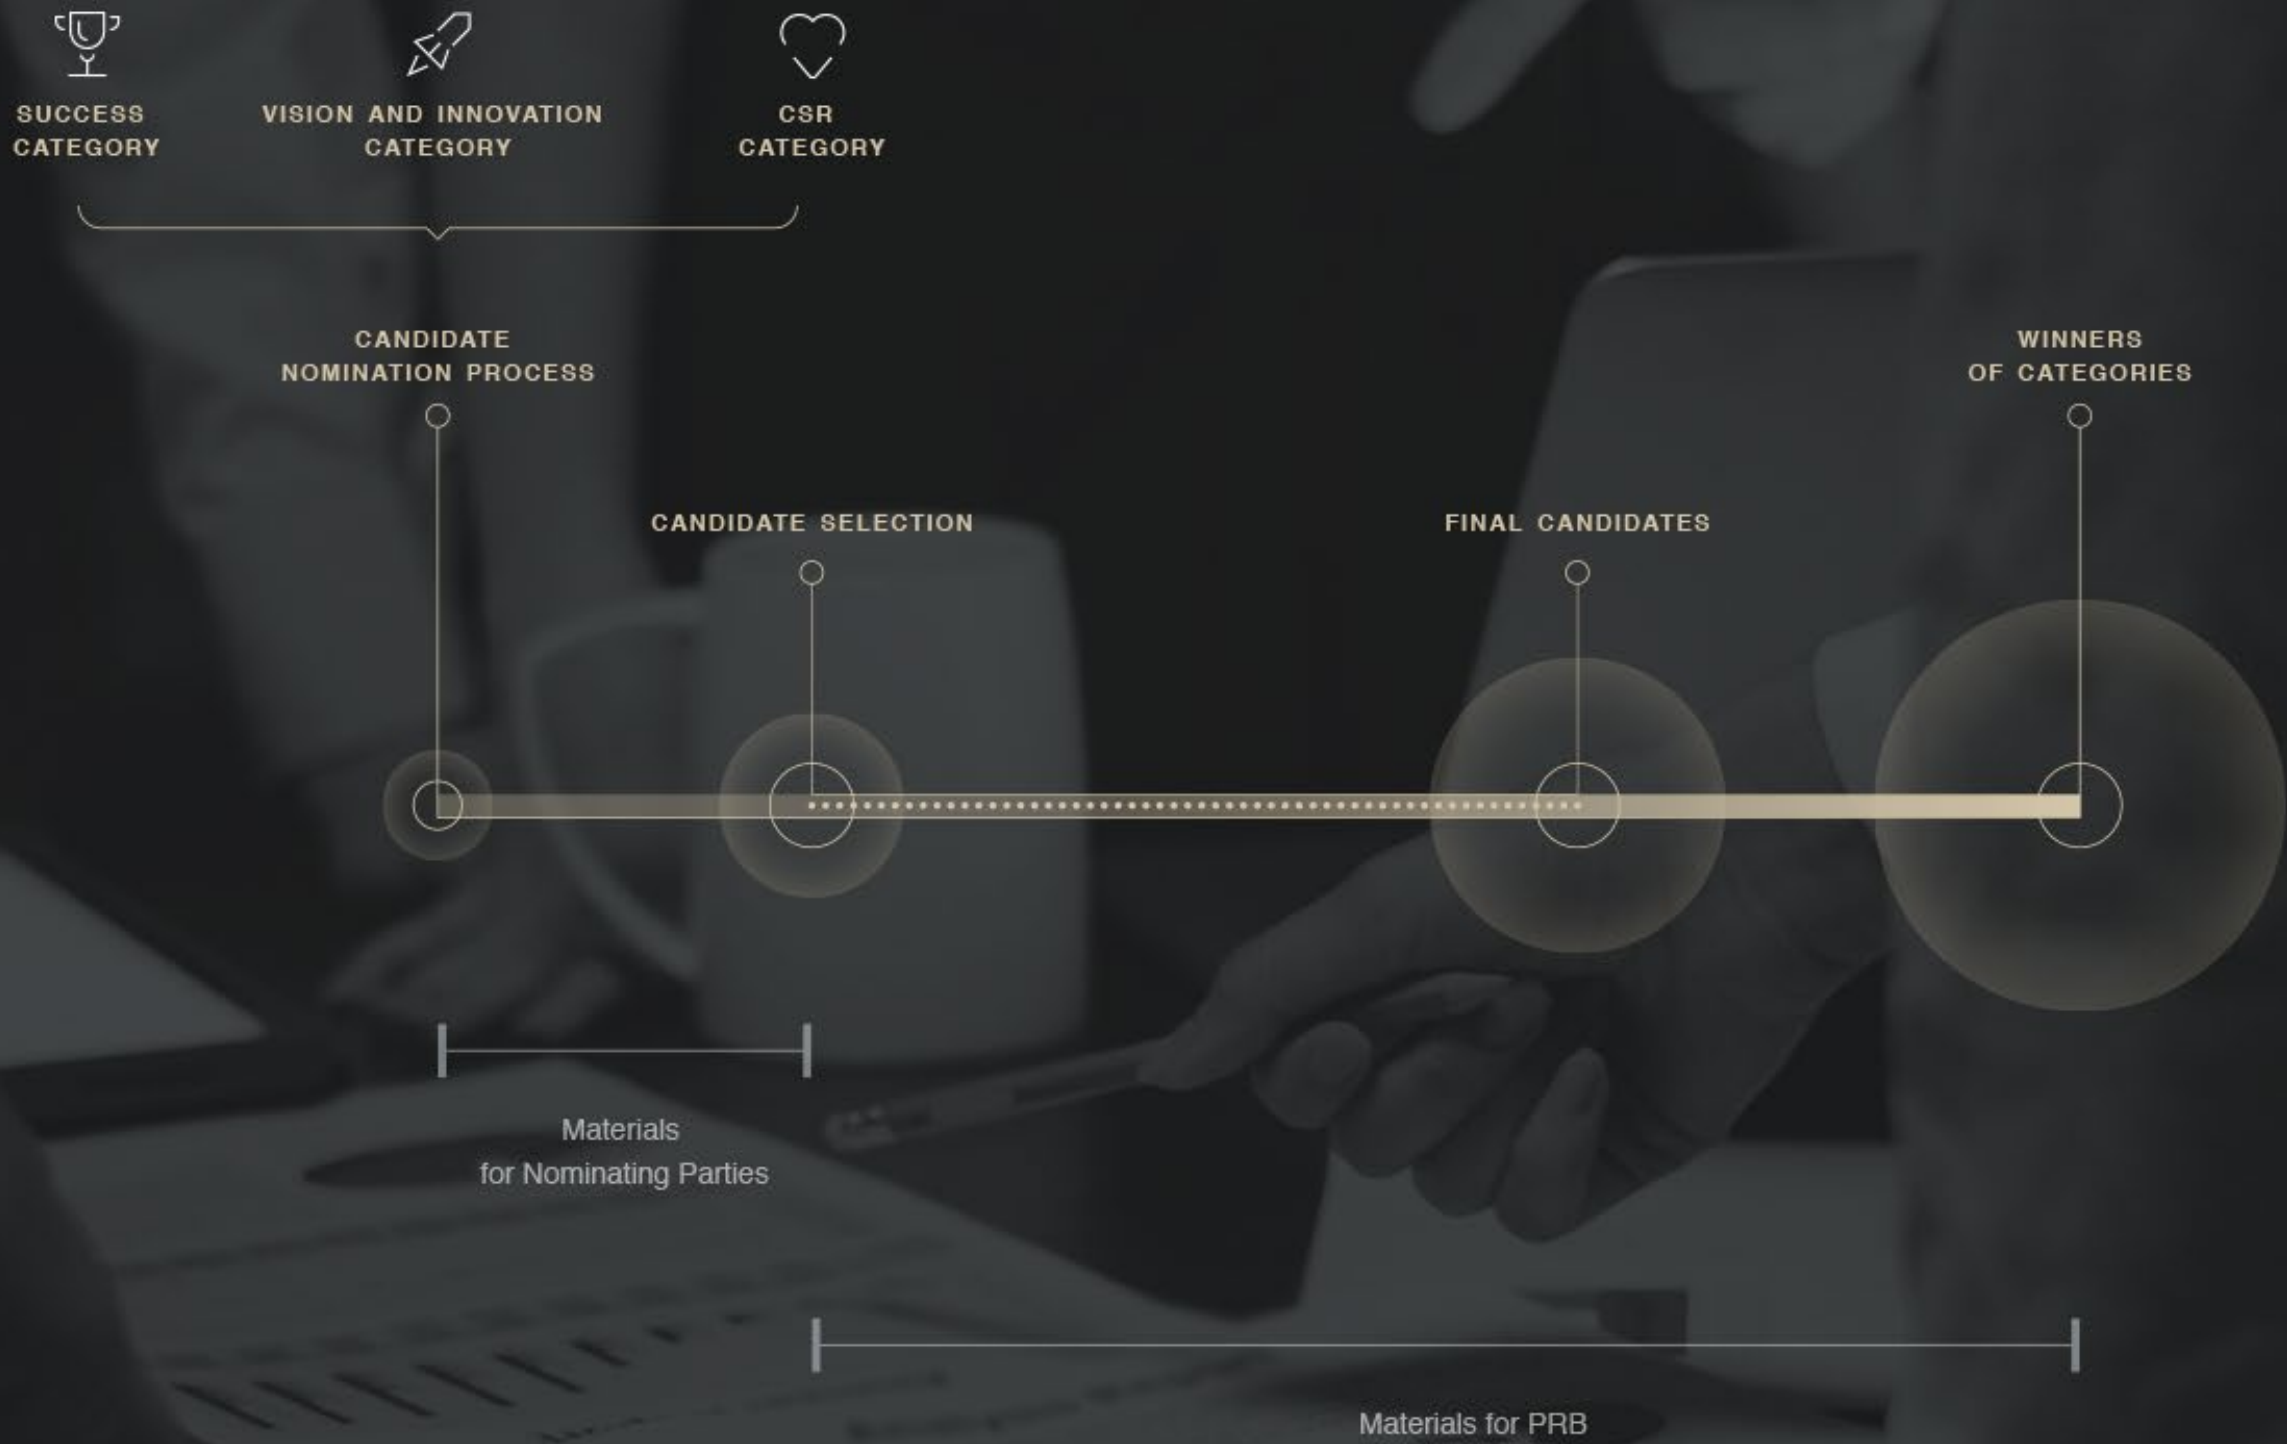 SUCCESS
CATEGORY
VISION AND INNOVATION
CATEGORY
CSR
CATEGORY
CANDIDATE
NOMINATION PROCESS
WINNERS
OF CATEGORIES
CANDIDATE SELECTION
FINAL CANDIDATES
Materials
for Nominating Parties
Materials for PRB